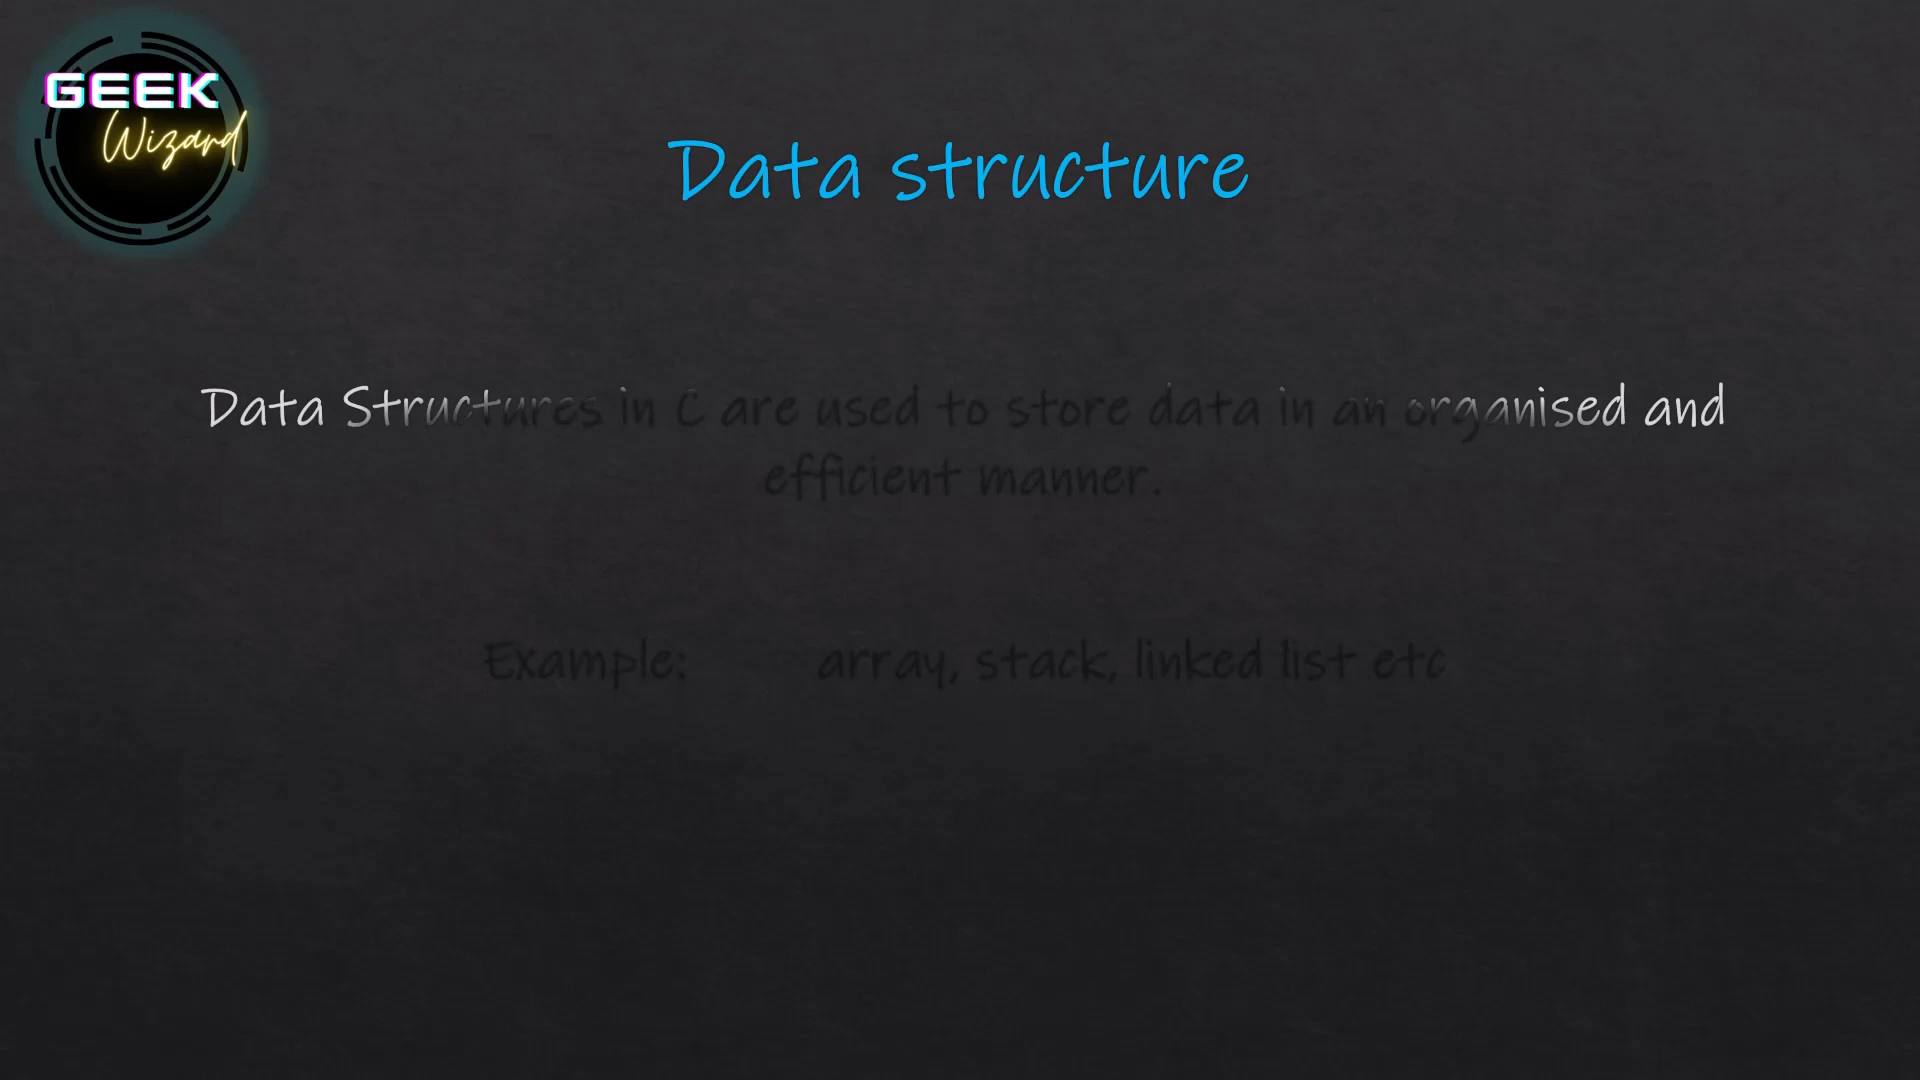 GEEK
Wizard
Data structure
Data Structures in C are used to store data in an organised and
efficient manner.
Example: array, stack, linked list etc